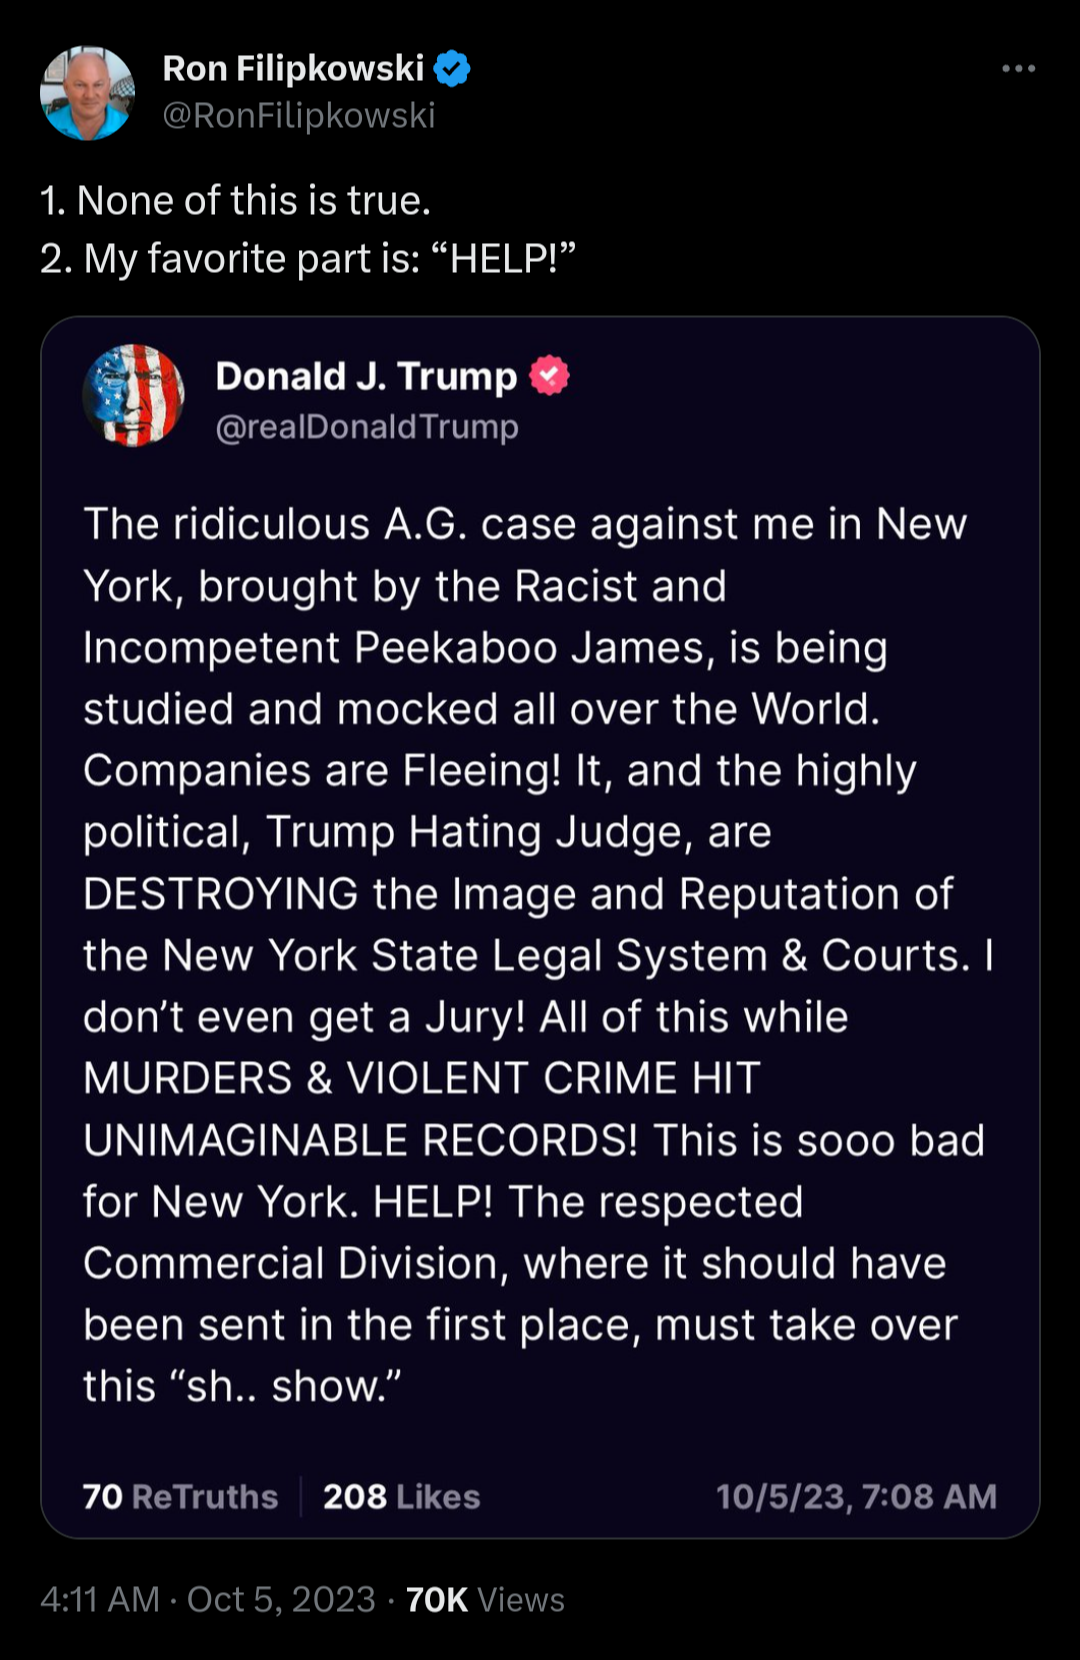 Ron Filipkowski
@RonFilipkowski
1. None of this is true.
2. My favorite part is: “HELP!”
Donald J. Trump
@realDonaldTrump
The ridiculous A.G. case against me in New
York, brought by the Racist and
Incompetent Peekaboo James, is being
studied and mocked all over the World.
Companies are Fleeing! It, and the highly
political, Trump Hating Judge, are
DESTROYING the Image and Reputation of
the New York State Legal System & Courts. I
don’t even get a Jury! All of this while
MURDERS & VIOLENT CRIME HIT
UNIMAGINABLE RECORDS! This is sooo bad
for New York. HELP! The respected
Commercial Division, where it should have
been sent in the first place, must take over
this “sh.. show.”
70 ReTruths 208 Likes 10/5/23, 7:08 AM
4:11 AM · Oct 5, 2023 · 70K Views